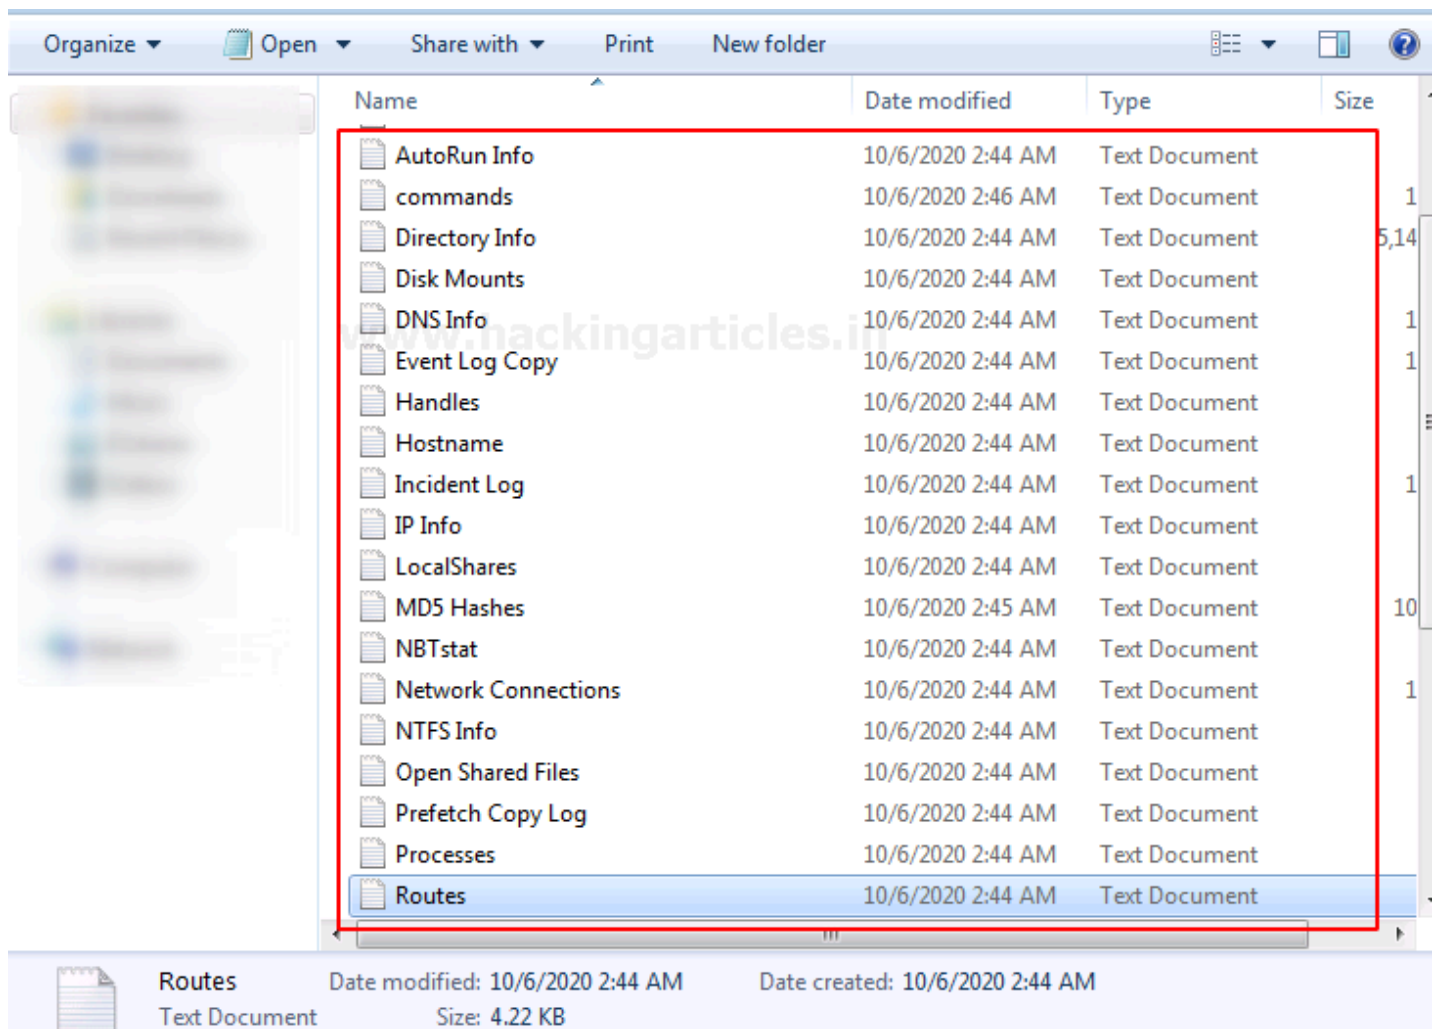 Organize Open Share with Print New folder
Name Date modified Type Size
AutoRun Info 10/6/2020 2:44 AM Text Document
commands 10/6/2020 2:46 AM Text Document 1
Directory Info 10/6/2020 2:44 AM Text Document 5,14
Disk Mounts 10/6/2020 2:44 AM Text Document
DNS Info 10/6/2020 2:44 AM Text Document 1
www.hackingarticles.in
Event Log Copy 10/6/2020 2:44 AM Text Document 1
Handles 10/6/2020 2:44 AM Text Document
Hostname 10/6/2020 2:44 AM Text Document
Incident Log 10/6/2020 2:44 AM Text Document 1
IP Info 10/6/2020 2:44 AM Text Document
LocalShares 10/6/2020 2:44 AM Text Document
MD5 Hashes 10/6/2020 2:45 AM Text Document 10
NBTstat 10/6/2020 2:44 AM Text Document
Network Connections 10/6/2020 2:44 AM Text Document 1
NTFS Info 10/6/2020 2:44 AM Text Document
Open Shared Files 10/6/2020 2:44 AM Text Document
Prefetch Copy Log 10/6/2020 2:44 AM Text Document
Processes 10/6/2020 2:44 AM Text Document
Routes 10/6/2020 2:44 AM Text Document
Routes Date modified: 10/6/2020 2:44 AM Date created: 10/6/2020 2:44 AM
Text Document Size: 4.22 KB